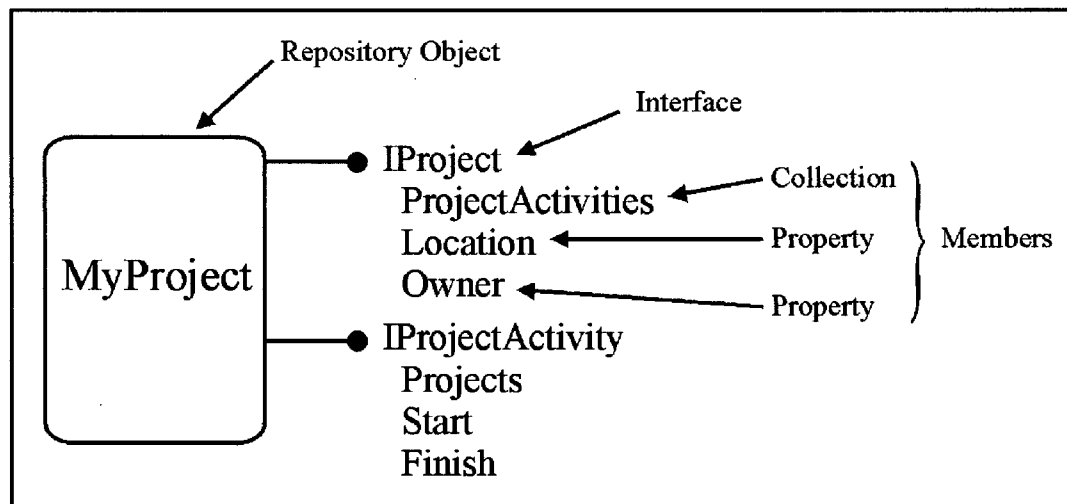 Repository Object
Interface
IProject
ProjectActivities
Collection
Location
Property
Members
MyProject
Owner
Property
IProjectActivity
Projects
Start
Finish